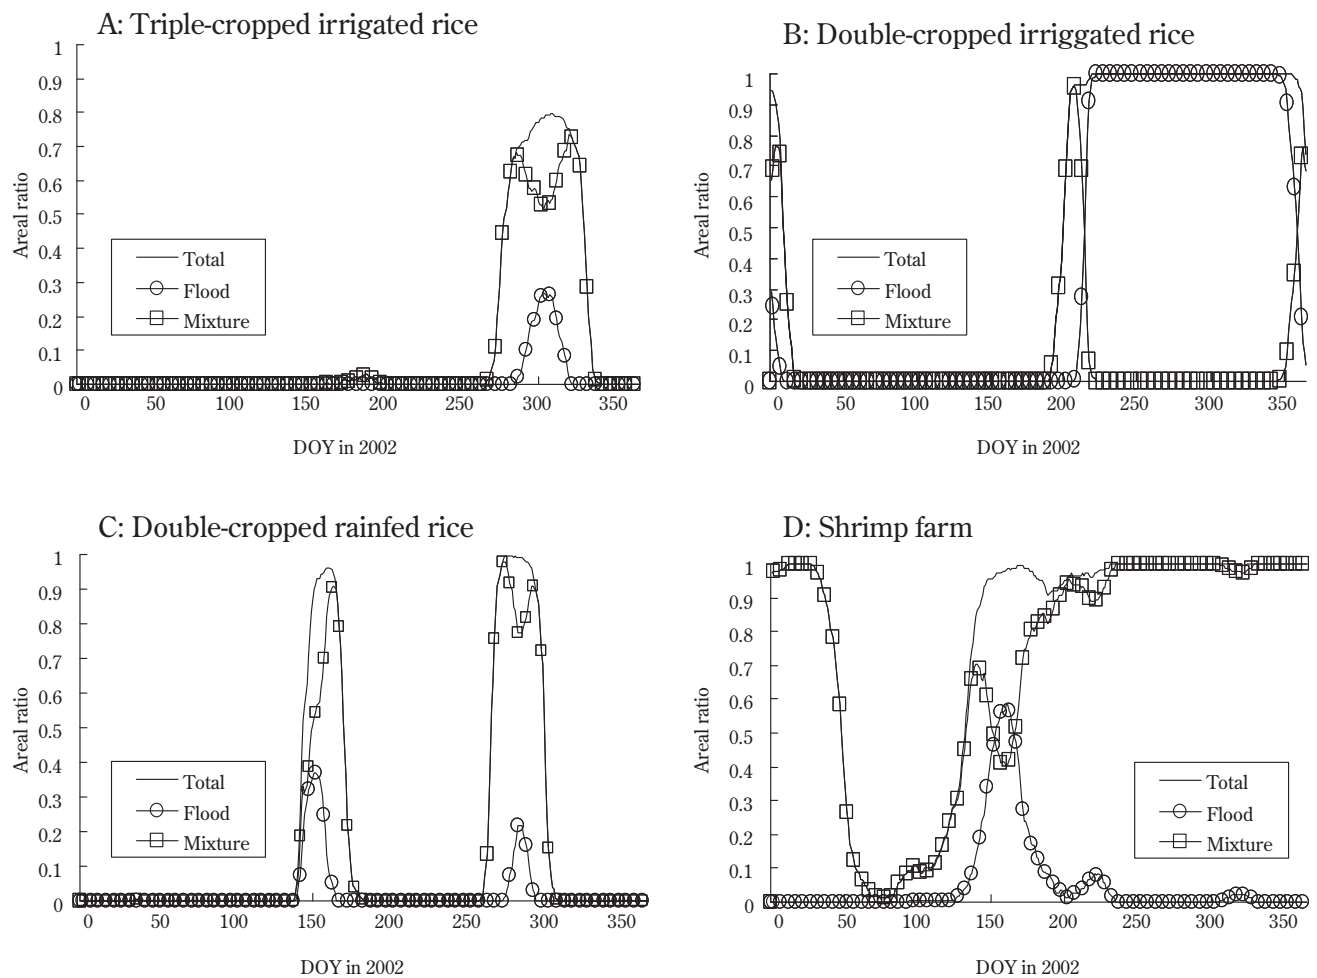 A: Triple-cropped irrigated rice
1
0.9
0.8
0.7
0.6
0.5
0.4
0.3
0.2
0.1
0
Areal ratio
Total
Flood
Mixture
0 50 100 150 200 250 300 350
DOY in 2002
B: Double-cropped irriggated rice
1
0.9
0.8
0.7
0.6
0.5
0.4
0.3
0.2
0.1
0
Areal ratio
Total
Flood
Mixture
0 50 100 150 200 250 300 350
DOY in 2002
C: Double-cropped rainfed rice
1
0.9
0.8
0.7
0.6
0.5
0.4
0.3
0.2
0.1
0
Areal ratio
Total
Flood
Mixture
0 50 100 150 200 250 300 350
DOY in 2002
D: Shrimp farm
1
0.9
0.8
0.7
0.6
0.5
0.4
0.3
0.2
0.1
0
Areal ratio
Total
Flood
Mixture
0 50 100 150 200 250 300 350
DOY in 2002